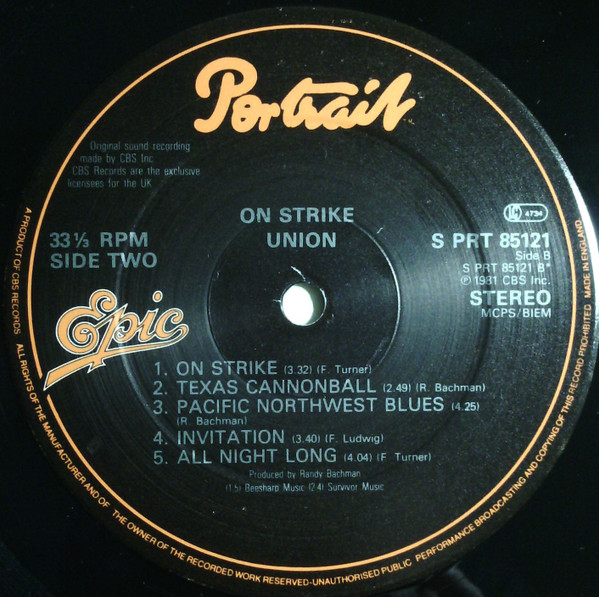 Portrait
Original sound recording
made by CBS Inc
CBS Records are the exclusive
licensees for the UK
ON STRIKE
UNION
33⅓ RPM
SIDE TWO
LC 4734
S PRT 85121
Side B
S PRT 85121 B*
℗ 1981 CBS Inc.
STEREO
MCPS/BIEM
Epic
1. ON STRIKE (3.32) (F. Turner)
2. TEXAS CANNONBALL (2.49) (R. Bachman)
3. PACIFIC NORTHWEST BLUES (4.25)
(R. Bachman)
4. INVITATION (3.40) (F. Ludwig)
5. ALL NIGHT LONG (4.04) (F Turner)
Produced by Randy Bachman
(1,5) Beesharp Music (2.4) Survivor Music
A PRODUCT OF CBS RECORDS ALL RIGHTS OF THE MANUFACTURER AND OF THE OWNER OF THE RECORDED WORK RESERVED-UNAUTHORISED PUBLIC PERFORMANCE BROADCASTING AND COPYING OF THIS RECORD PROHIBITED MADE IN ENGLAND